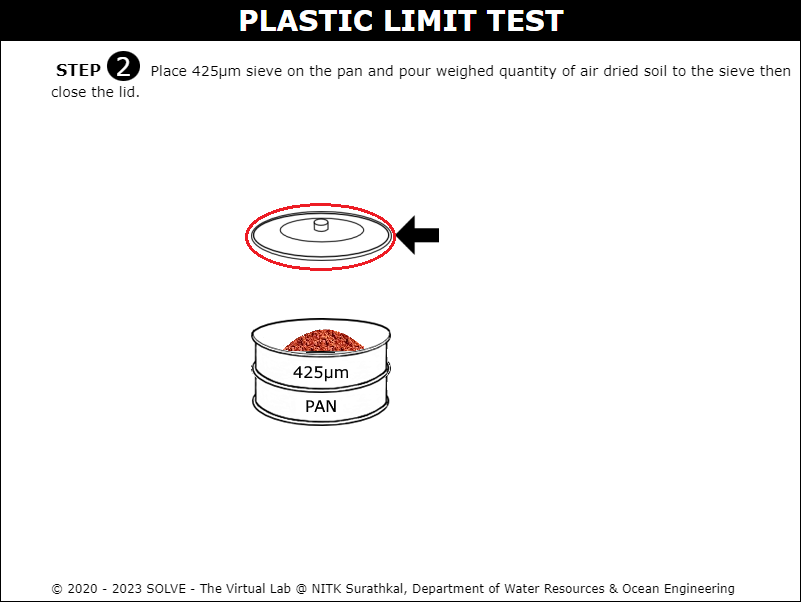 PLASTIC LIMIT TEST
STEP 2 Place 425µm sieve on the pan and pour weighed quantity of air dried soil to the sieve then
close the lid.
425µm
PAN
© 2020 - 2023 SOLVE - The Virtual Lab @ NITK Surathkal, Department of Water Resources & Ocean Engineering